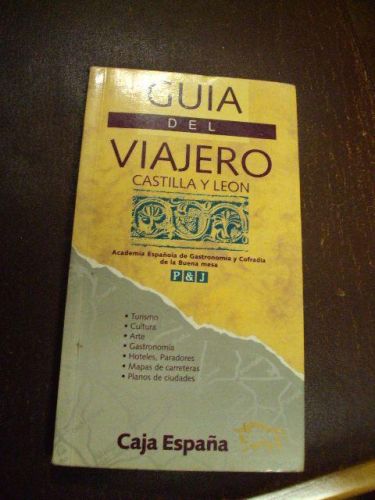 GUIA
DEL
VIAJERO
CASTILLA Y LEON
Academia Española de Gastronomía y Cofradía
de la Buena mesa
P & J
• Turismo
• Cultura
• Arte
• Gastronomía
• Hoteles, Paradores
• Mapas de carreteras
• Planos de ciudades
Caja España